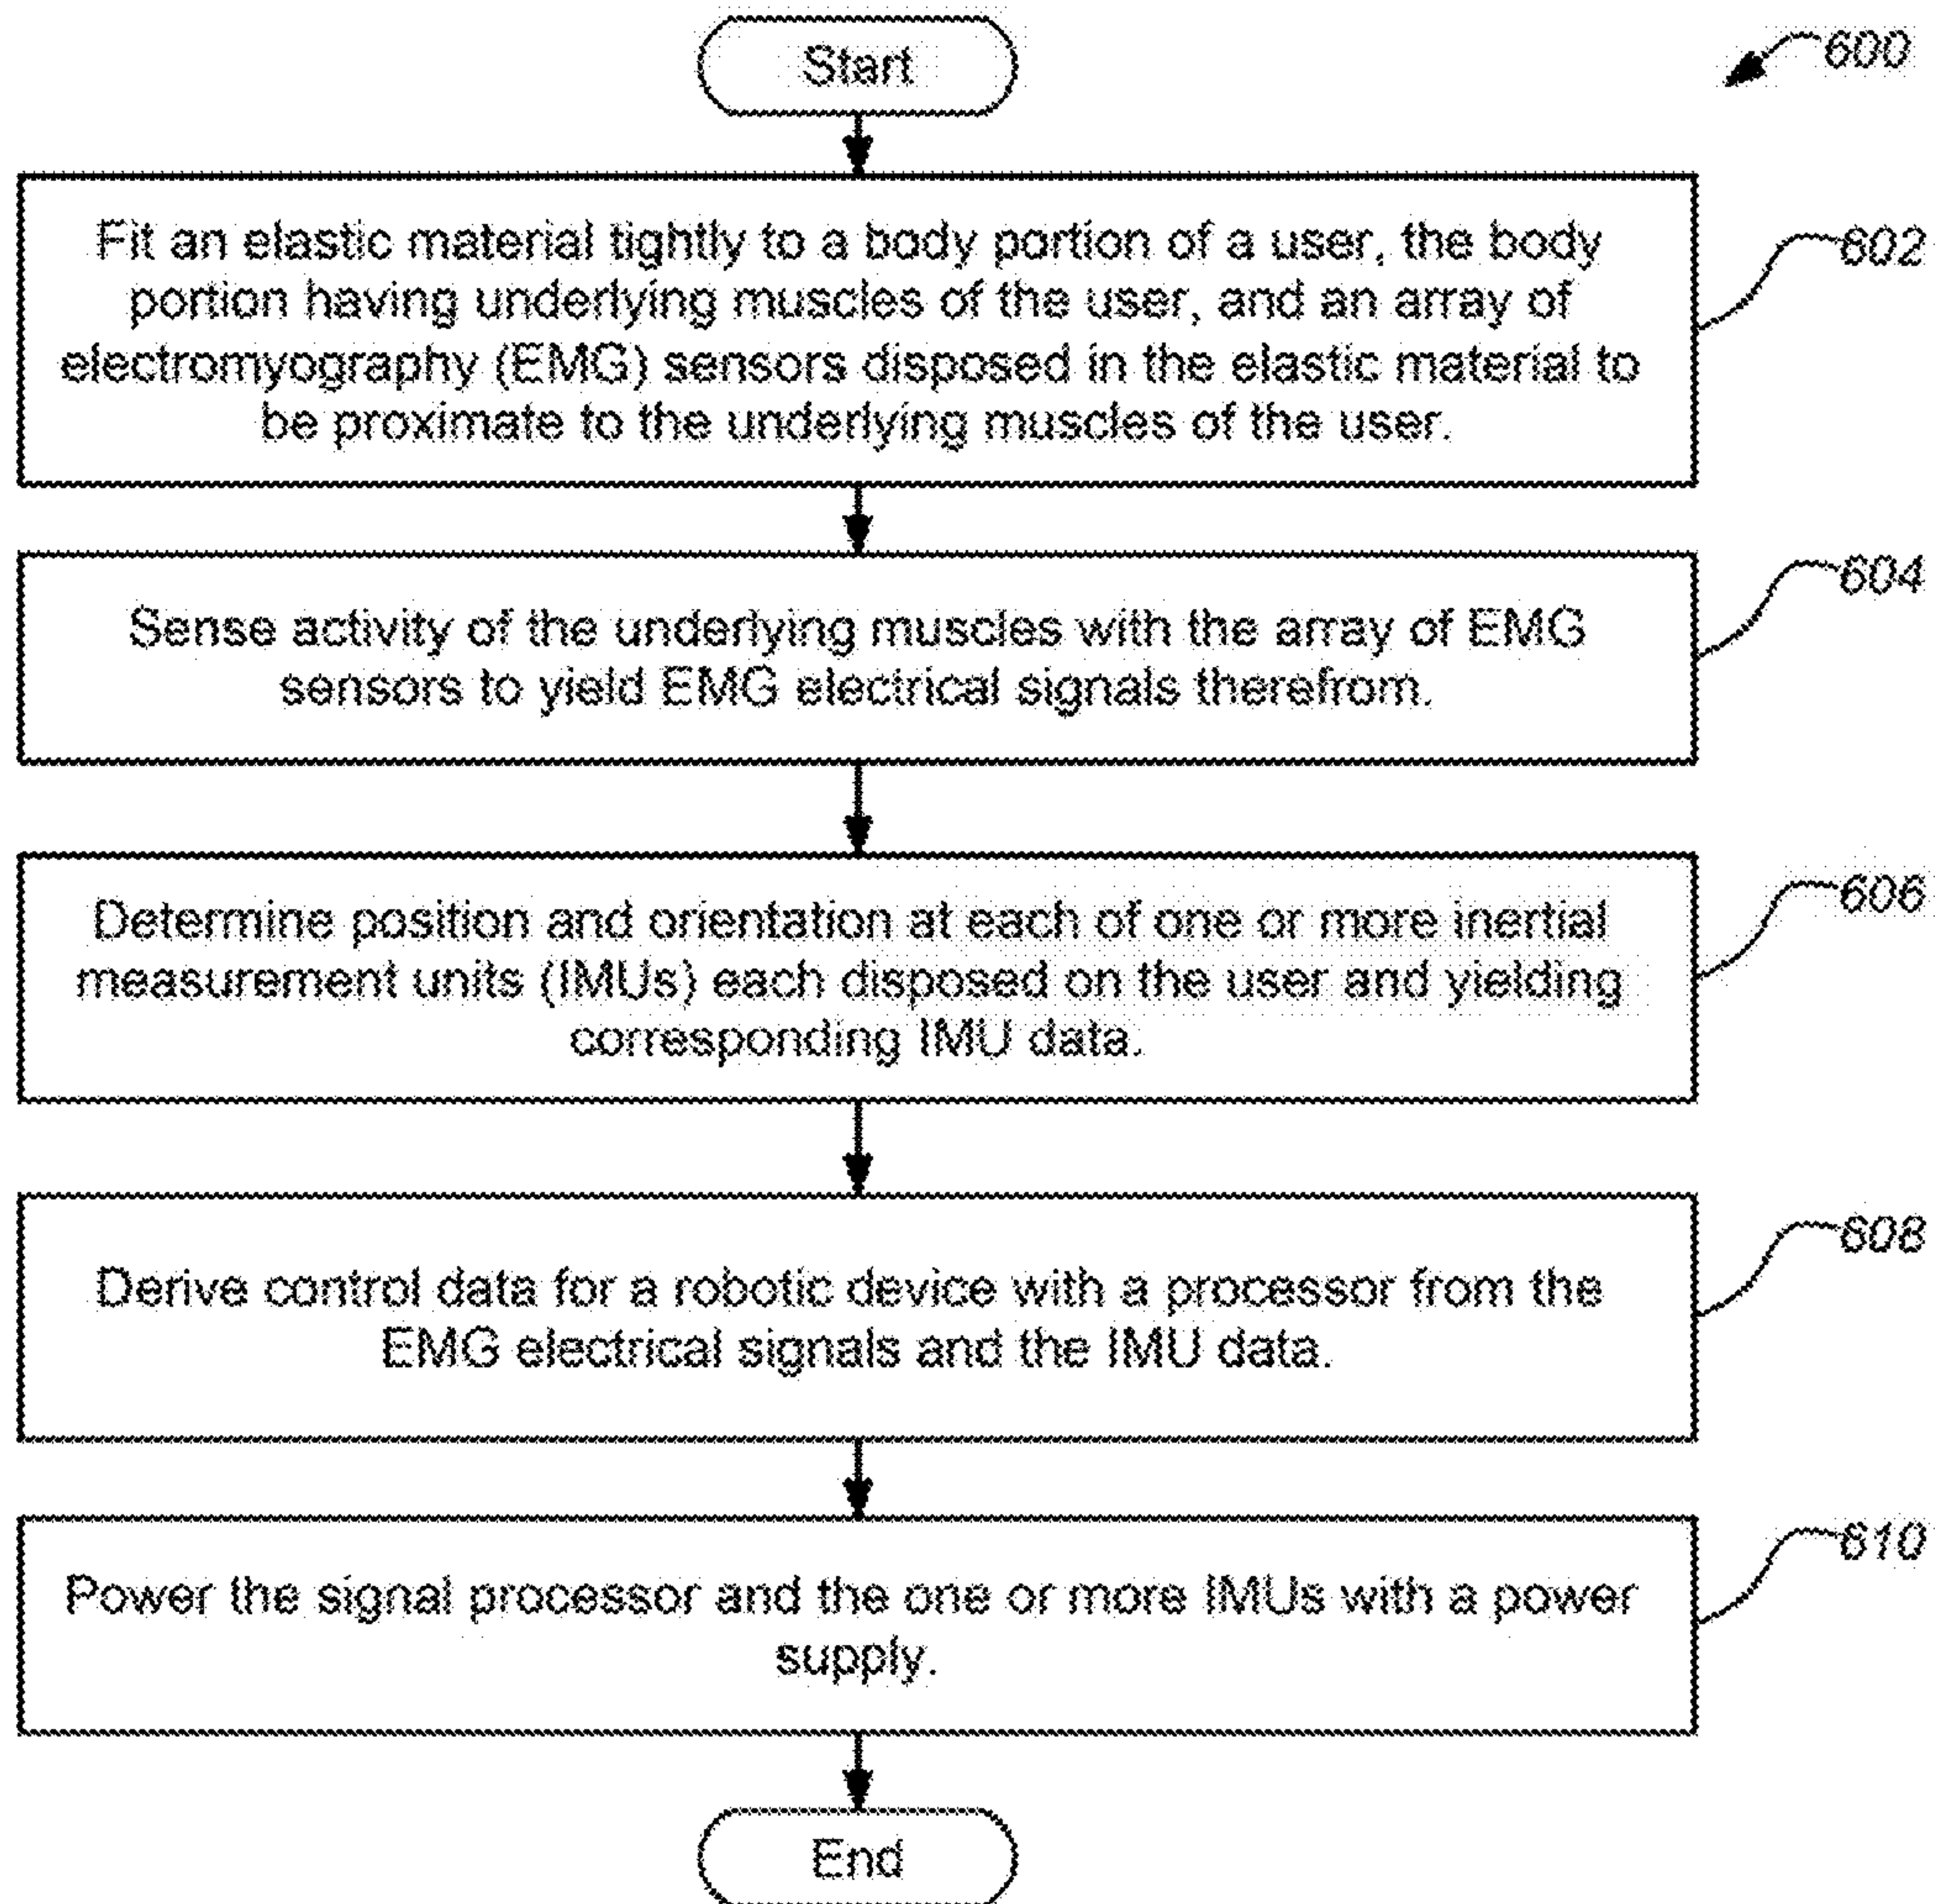 Start
600
Fit an elastic material tightly to a body portion of a user, the body
portion having underlying muscles of the user, and an array of
electromyography (EMG) sensors disposed in the elastic material to
be proximate to the underlying muscles of the user.
602
Sense activity of the underlying muscles with the array of EMG
sensors to yield EMG electrical signals therefrom.
604
Determine position and orientation at each of one or more inertial
measurement units (IMUs) each disposed on the user and yielding
corresponding IMU data.
606
Derive control data for a robotic device with a processor from the
EMG electrical signals and the IMU data.
608
Power the signal processor and the one or more IMUs with a power
supply.
610
End